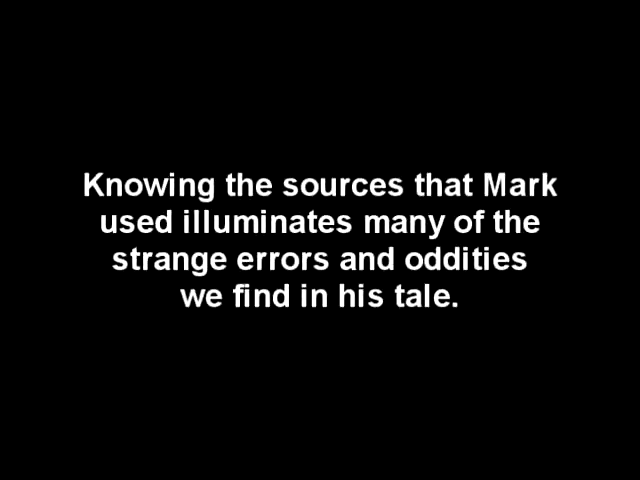 Knowing the sources that Mark
used illuminates many of the
strange errors and oddities
we find in his tale.